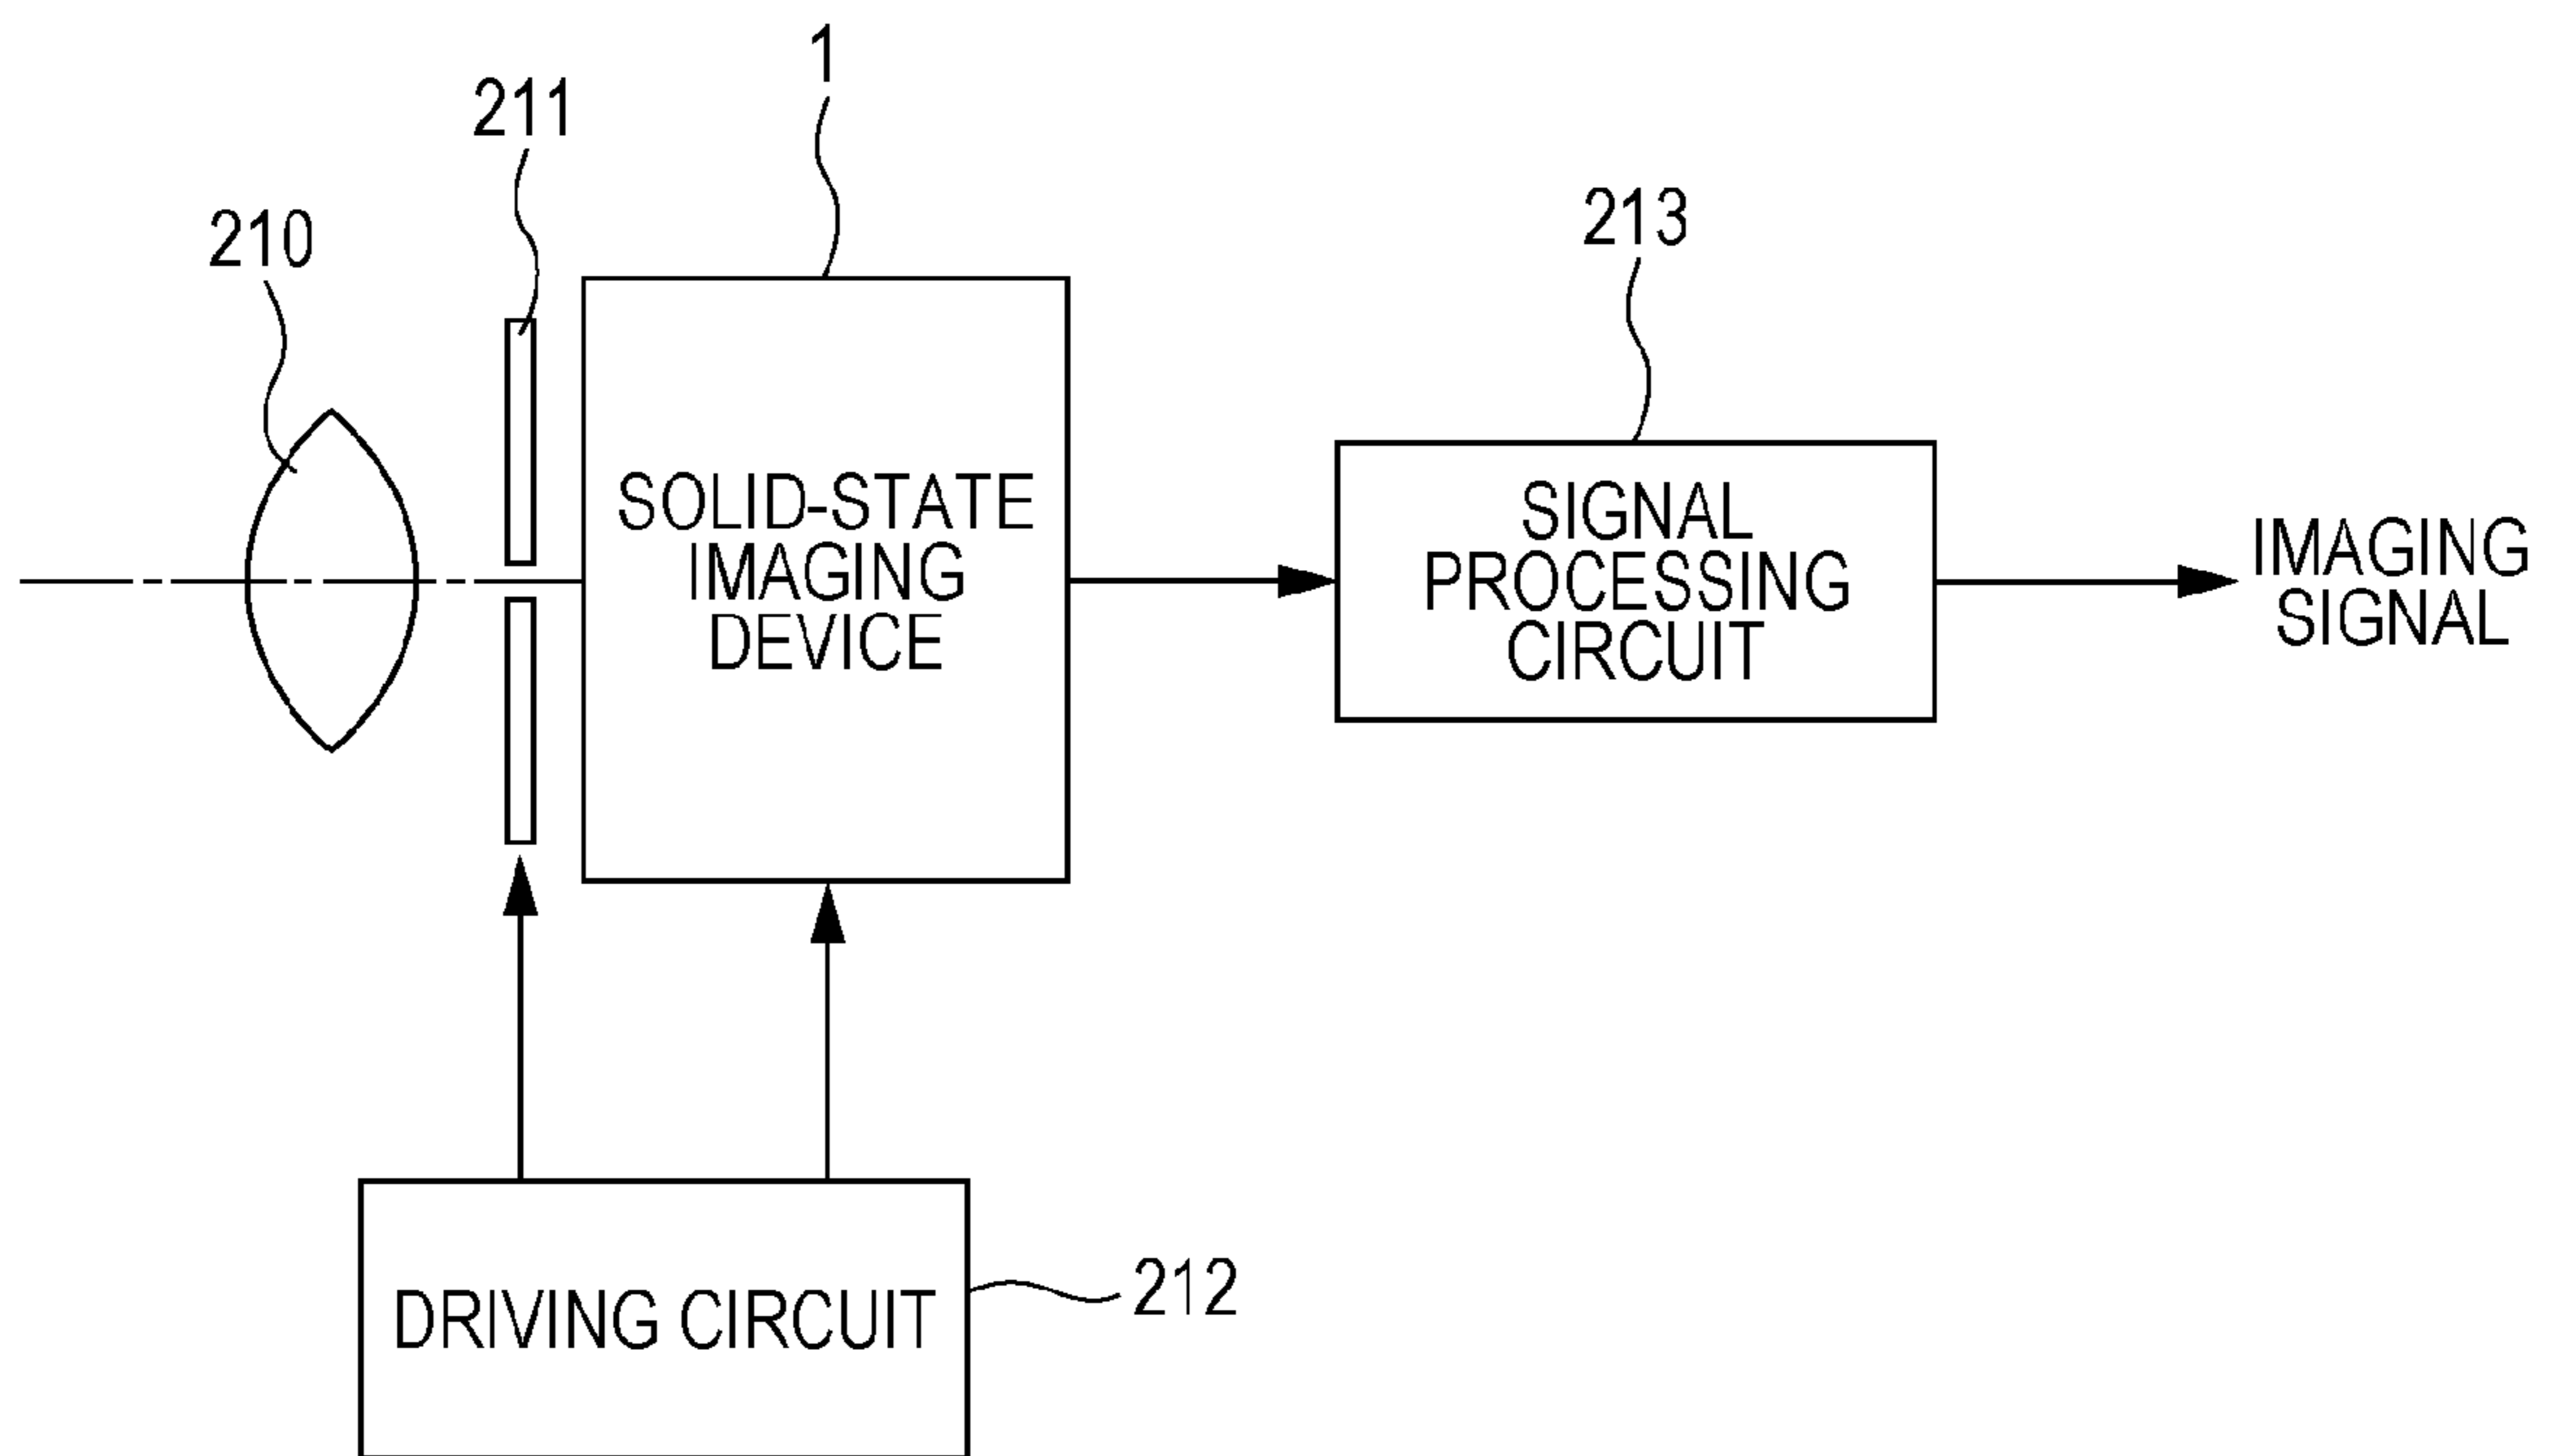 1
211
210
213
SOLID-STATE
IMAGING
DEVICE
SIGNAL
PROCESSING
CIRCUIT
IMAGING
SIGNAL
DRIVING CIRCUIT
212